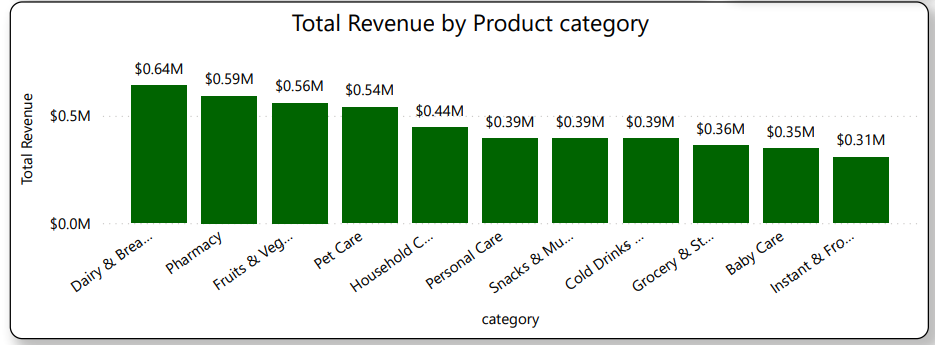 Total Revenue by Product category
Total Revenue
$0.5M
$0.0M
$0.64M
$0.59M
$0.56M
$0.54M
$0.44M
$0.39M
$0.39M
$0.39M
$0.36M
$0.35M
$0.31M
Dairy & Brea...
Pharmacy
Fruits & Veg...
Pet Care
Household C...
Personal Care
Snacks & Mu...
Cold Drinks ...
Grocery & St...
Baby Care
Instant & Fro...
category